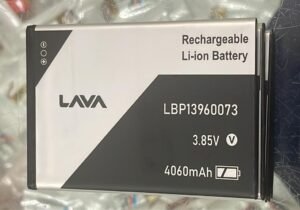 Rechargeable
Li-ion Battery
LAVA
LBP13960073
3.85V V
4060mAh